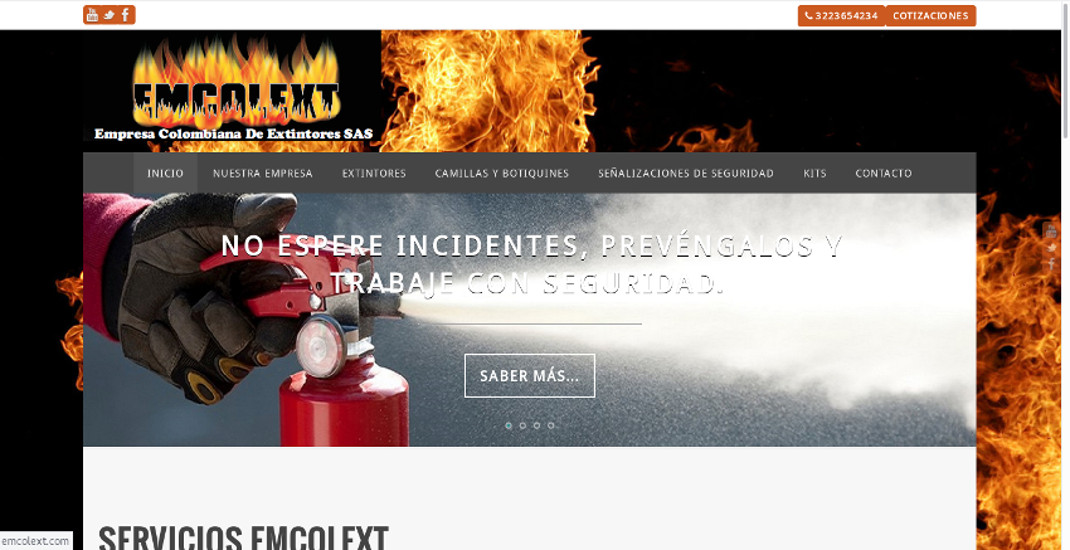 3223654234
COTIZACIONES
EMCOLEXT
Empresa Colombiana De Extintores SAS
INICIO
NUESTRA EMPRESA
EXTINTORES
CAMILLAS Y BOTIQUINES
SEÑALIZACIONES DE SEGURIDAD
KITS
CONTACTO
NO ESPERE INCIDENTES, PREVÉNGALOS Y
TRABAJE CON SEGURIDAD.
SABER MÁS...
SERVICIOS EMCOLEXT
emcolext.com